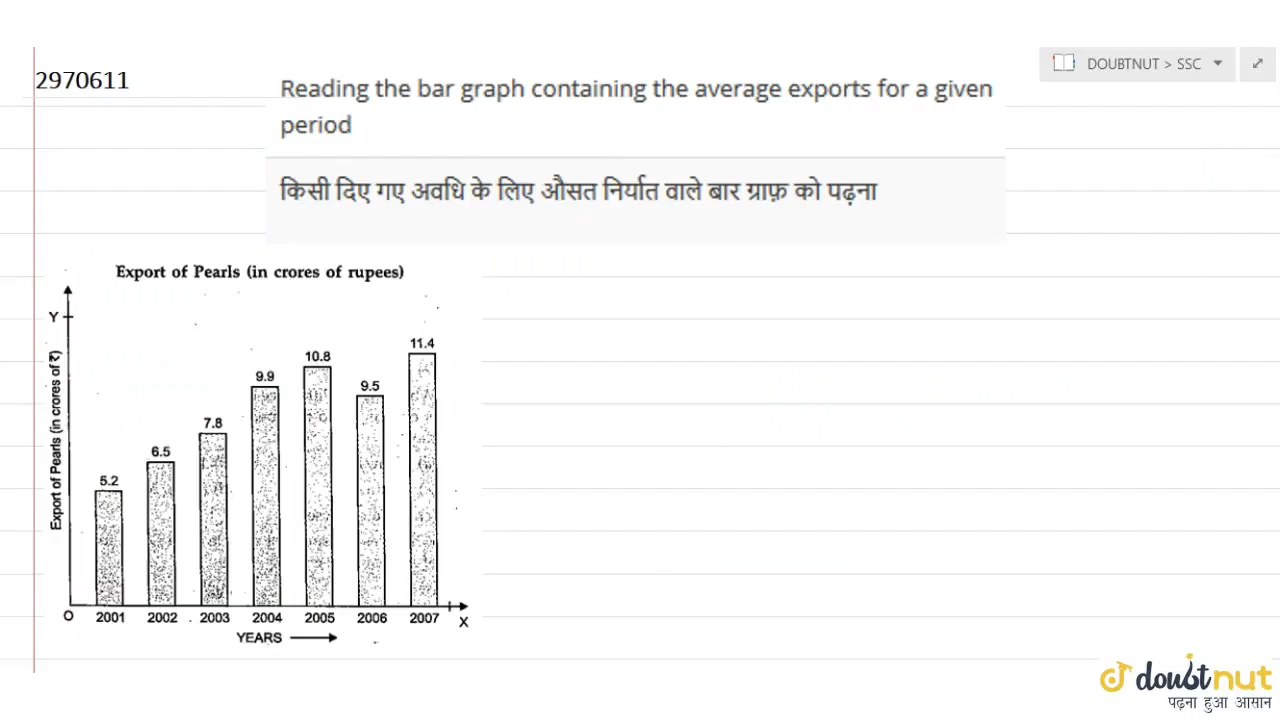 2970611
DOUBTNUT > SSC
Reading the bar graph containing the average exports for a given
period
किसी दिए गए अवधि के लिए औसत निर्यात वाले बार ग्राफ़ को पढ़ना
Export of Pearls (in crores of rupees)
Y
Export of Pearls (in crores of ₹)
5.2
6.5
7.8
9.9
10.8
9.5
11.4
O 2001 2002 2003 2004 2005 2006 2007 X
YEARS
doubtnut
पढ़ना हुआ आसान